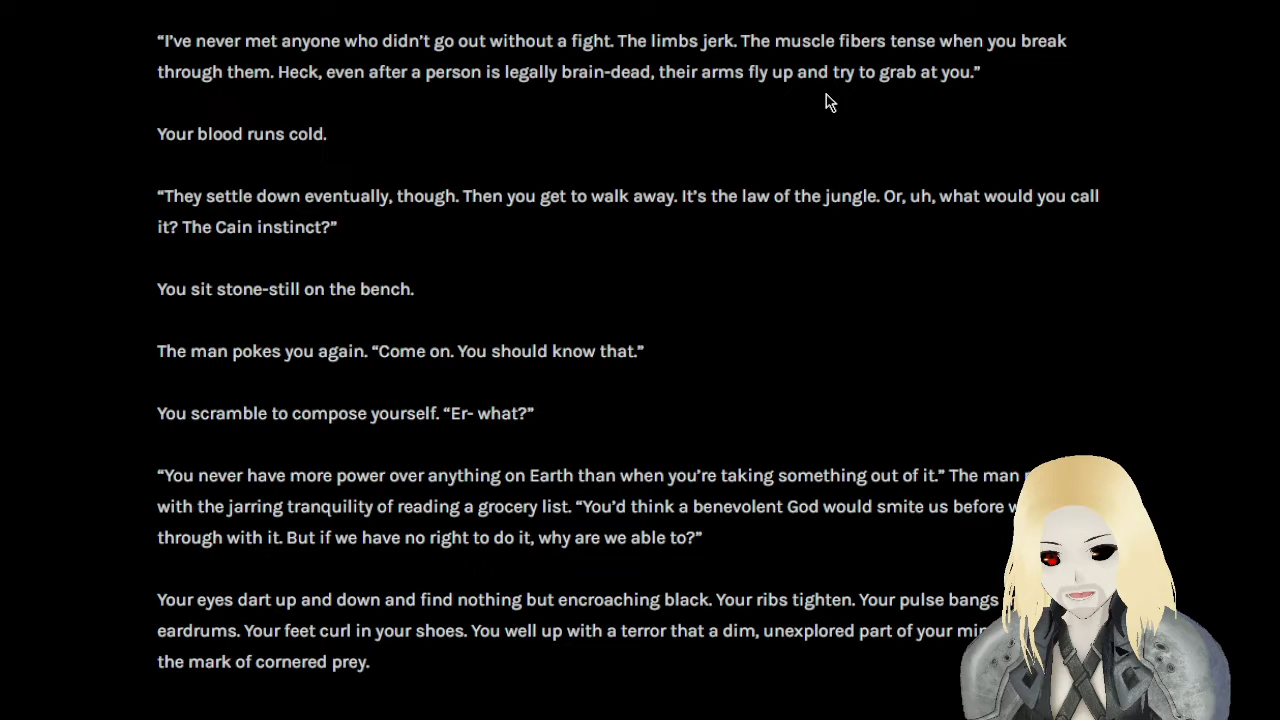 “I’ve never met anyone who didn’t go out without a fight. The limbs jerk. The muscle fibers tense when you break
through them. Heck, even after a person is legally brain-dead, their arms fly up and try to grab at you.”
Your blood runs cold.
“They settle down eventually, though. Then you get to walk away. It’s the law of the jungle. Or, uh, what would you call
it? The Cain instinct?”
You sit stone-still on the bench.
The man pokes you again. “Come on. You should know that.”
You scramble to compose yourself. “Er- what?”
“You never have more power over anything on Earth than when you’re taking something out of it.” The man
with the jarring tranquility of reading a grocery list. “You’d think a benevolent God would smite us before
through with it. But if we have no right to do it, why are we able to?”
Your eyes dart up and down and find nothing but encroaching black. Your ribs tighten. Your pulse bangs
eardrums. Your feet curl in your shoes. You well up with a terror that a dim, unexplored part of your
the mark of cornered prey.